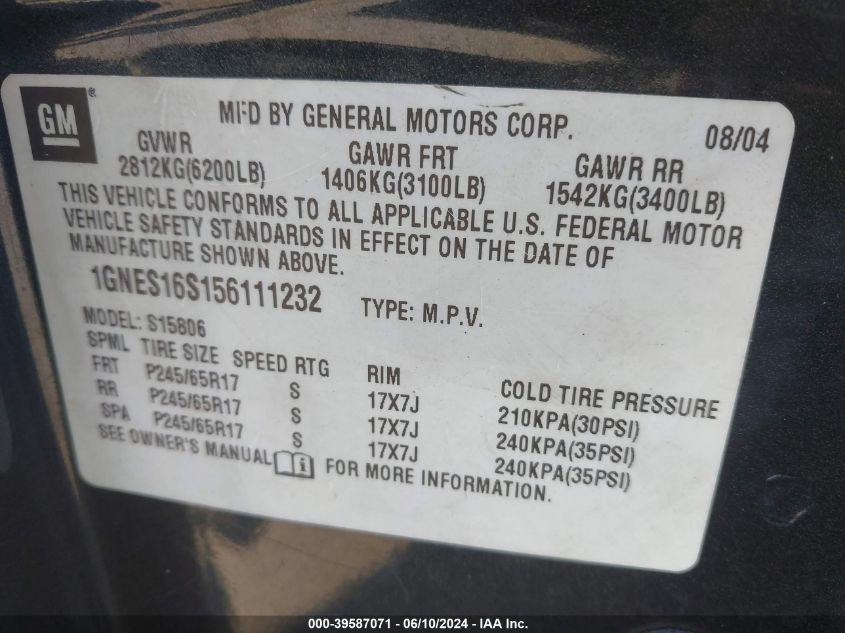 GM®
MFD BY GENERAL MOTORS CORP. 08/04
GVWR GAWR FRT GAWR RR
2812KG(6200LB) 1406KG(3100LB) 1542KG(3400LB)
THIS VEHICLE CONFORMS TO ALL APPLICABLE U.S. FEDERAL MOTOR
VEHICLE SAFETY STANDARDS IN EFFECT ON THE DATE OF
MANUFACTURE SHOWN ABOVE.
1GNES16S156111232 TYPE: M.P.V.
MODEL: S15806
SPML TIRE SIZE SPEED RTG RIM COLD TIRE PRESSURE
FRT P245/65R17 S 17X7J 210KPA(30PSI)
RR P245/65R17 S 17X7J 240KPA(35PSI)
SPA P245/65R17 S 17X7J 240KPA(35PSI)
SEE OWNER'S MANUAL i FOR MORE INFORMATION.
000-39587071 - 06/10/2024 - IAA Inc.